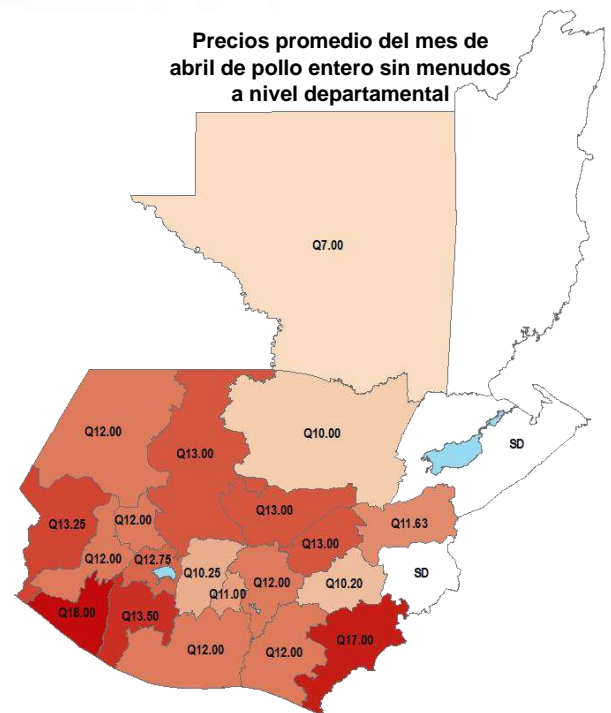 Precios promedio del mes de
abril de pollo entero sin menudos
a nivel departamental
Q7.00
Q12.00
Q13.00
Q10.00
SD
Q13.25
Q12.00
Q13.00
Q11.63
Q12.00
Q12.75
Q10.25
Q11.00
Q12.00
Q13.00
Q10.20
SD
Q18.00
Q13.50
Q12.00
Q12.00
Q17.00